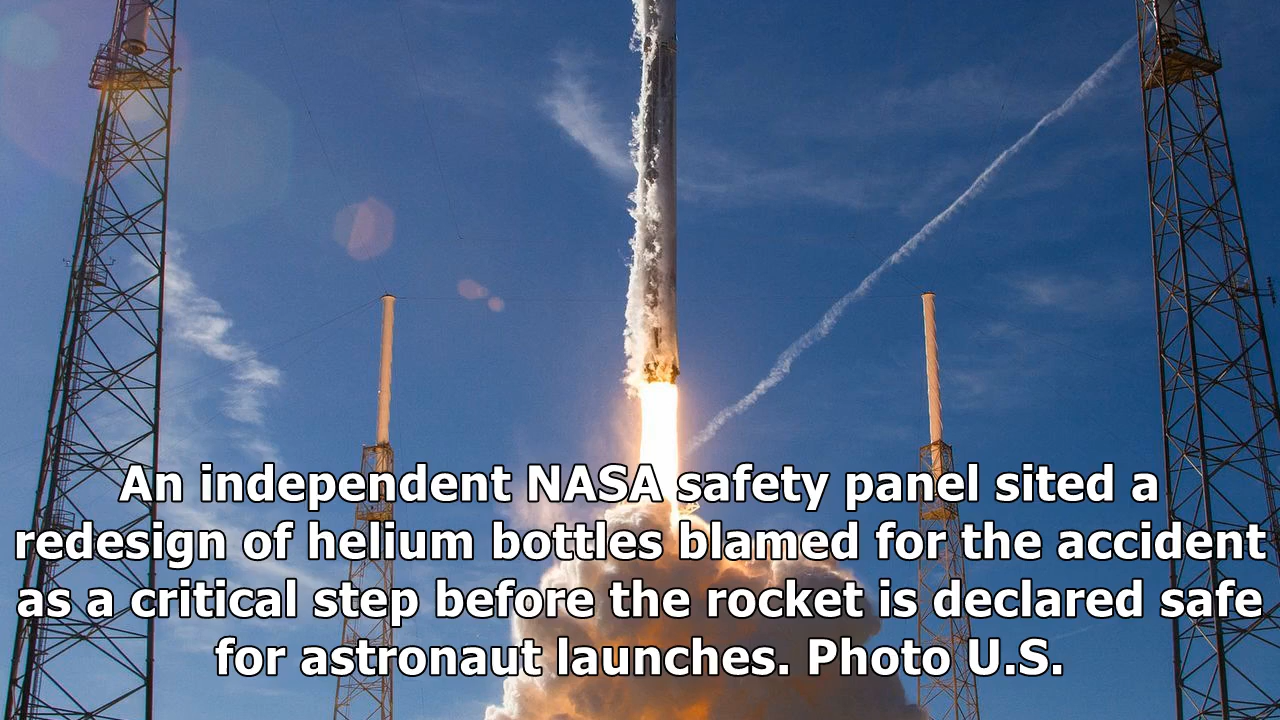 An independent NASA safety panel sited a
redesign of helium bottles blamed for the accident
as a critical step before the rocket is declared safe
for astronaut launches. Photo U.S.